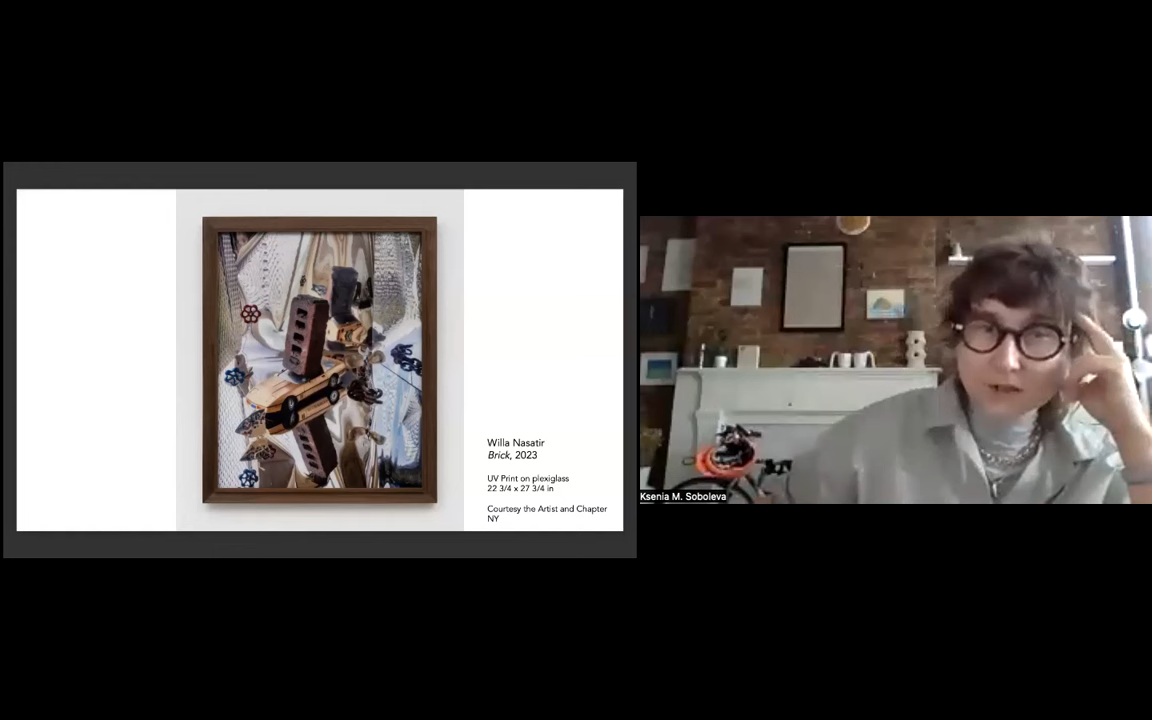 Willa Nasatir
Brick, 2023
UV Print on plexiglass
22 3/4 x 27 3/4 in
Courtesy the Artist and Chapter
NY
Ksenia M. Soboleva